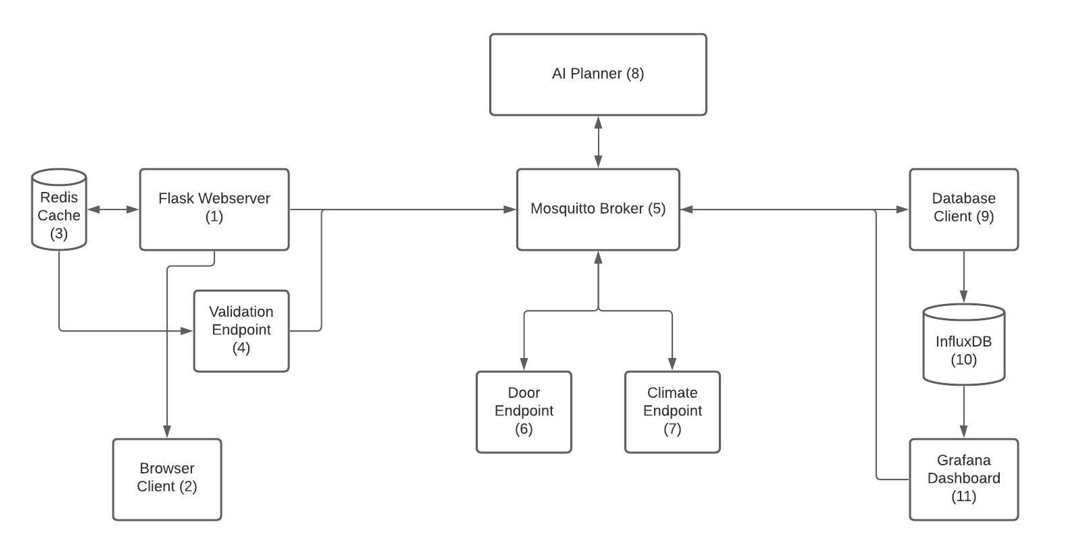 AI Planner (8)
Redis
Cache
(3)
Flask Webserver
(1)
Mosquitto Broker (5)
Database
Client (9)
Validation
Endpoint
(4)
InfluxDB
(10)
Door
Endpoint
(6)
Climate
Endpoint
(7)
Browser
Client (2)
Grafana
Dashboard
(11)